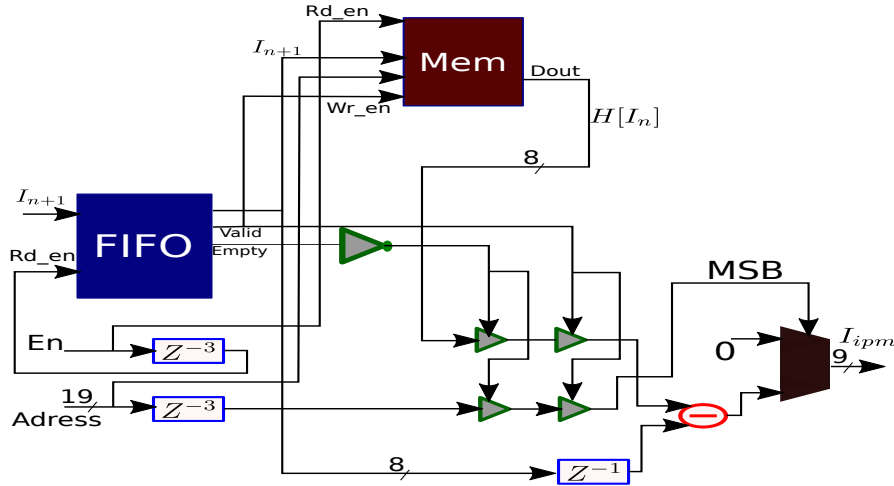 Rd_en
I_{n+1}
Mem
Dout
Wr_en
H[I_n]
8
I_{n+1}
FIFO
Valid
Empty
Rd_en
MSB
En
Z^{-3}
0
I_{ipm}
9
19
Adress
Z^{-3}
8
Z^{-1}